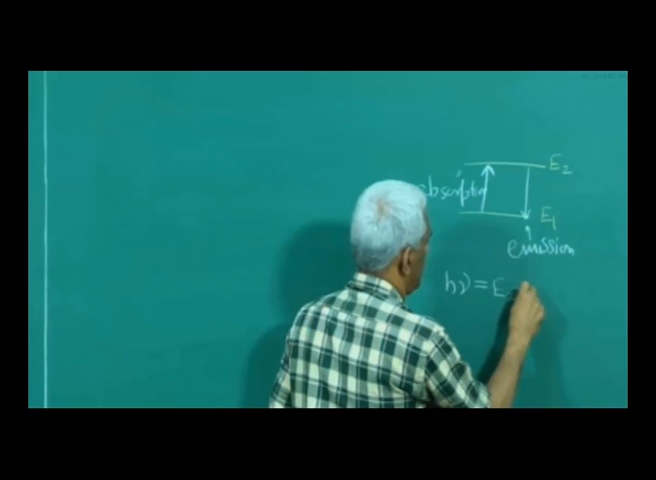 E2
absorption
E1
emission
hν = E